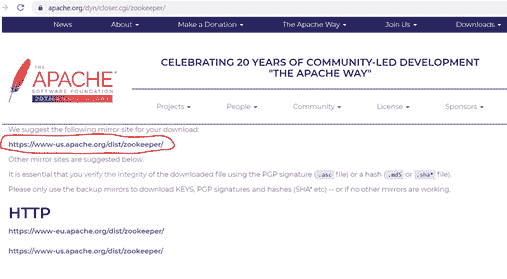 apache.org/dyn/closer.cgi/zookeeper/
News About Make a Donation The Apache Way Join Us Downloads
THE
APACHE
SOFTWARE FOUNDATION
CELEBRATING 20 YEARS OF COMMUNITY-LED DEVELOPMENT
"THE APACHE WAY"
Projects People Community License Sponsors
We suggest the following mirror site for your download:
https://www-us.apache.org/dist/zookeeper/
Other mirror sites are suggested below.
It is essential that you verify the integrity of the downloaded file using the PGP signature (.asc file) or a hash (.md5 or .sha* file).
Please only use the backup mirrors to download KEYS, PGP signatures and hashes (SHA* etc) -- or if no other mirrors are working.
HTTP
https://www-eu.apache.org/dist/zookeeper/
https://www-us.apache.org/dist/zookeeper/